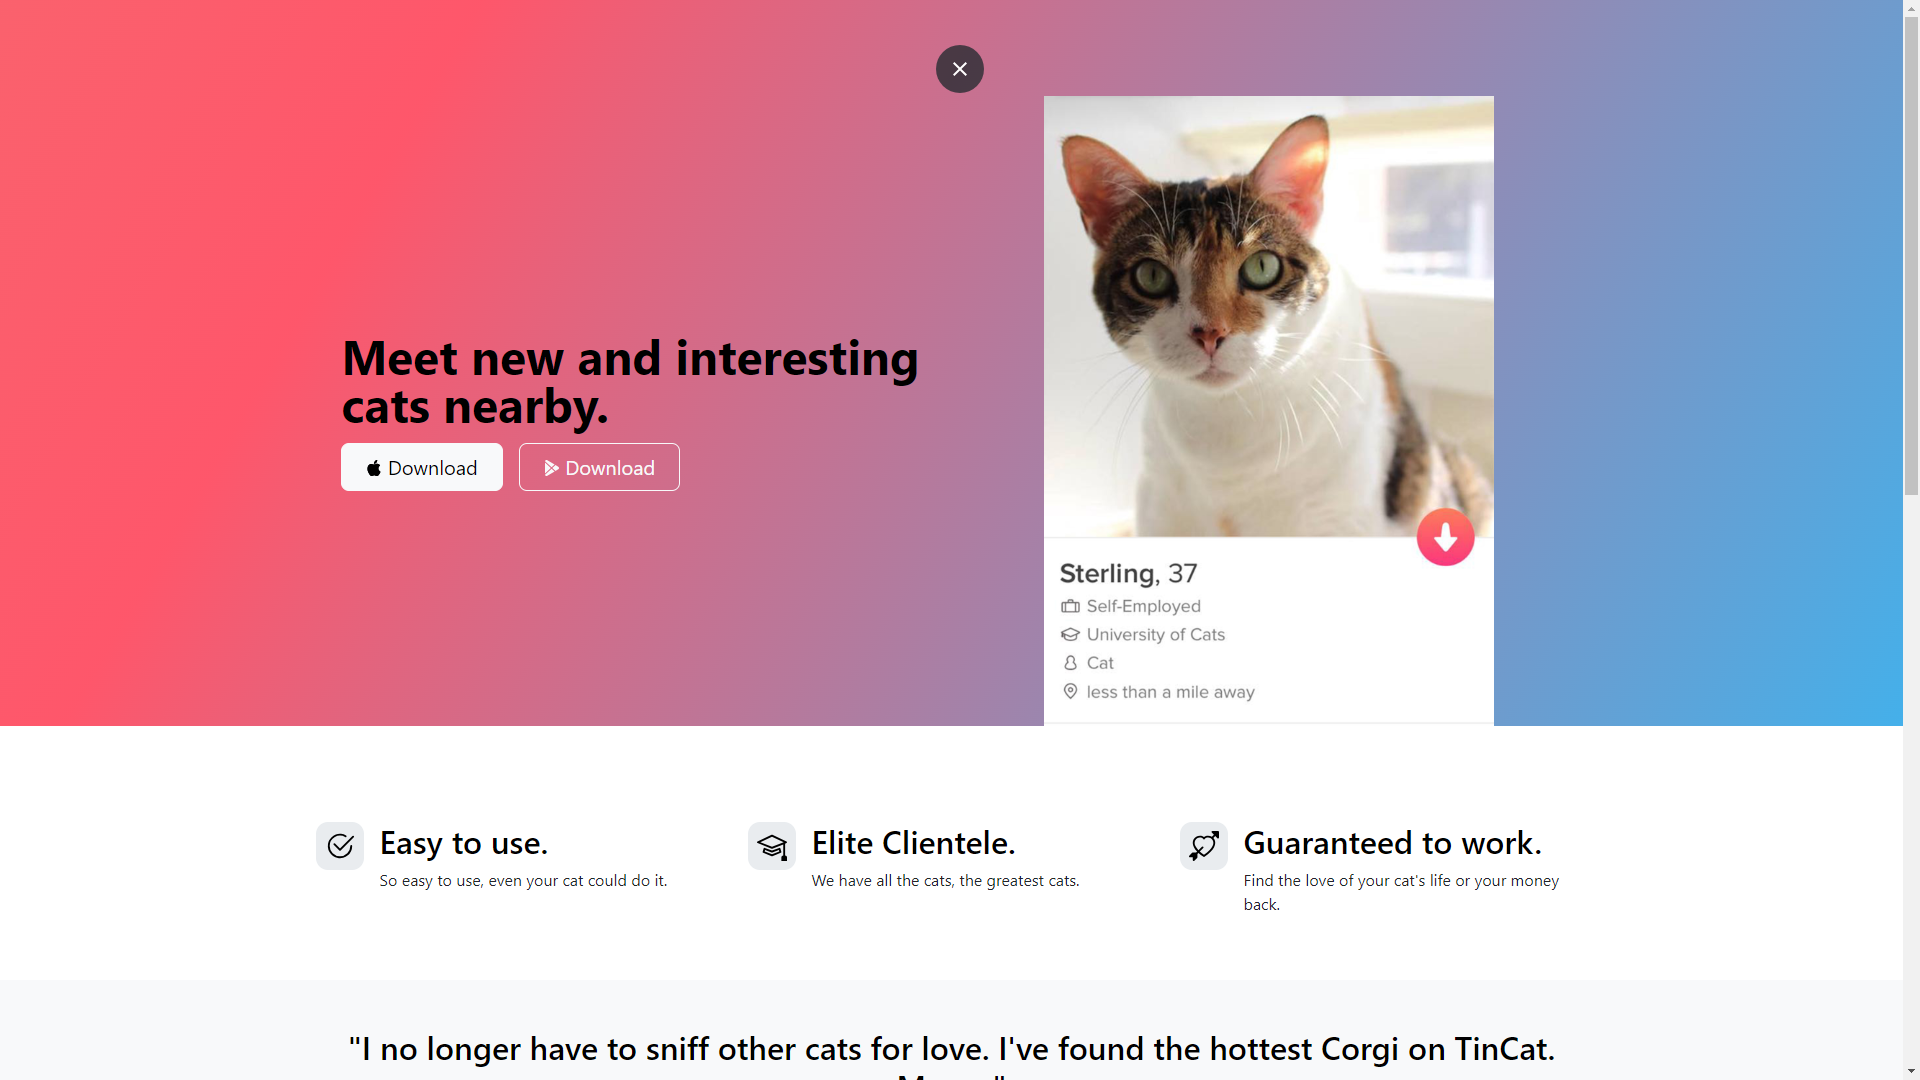 Meet new and interesting
cats nearby.
Download
Download
Sterling, 37
Self-Employed
University of Cats
Cat
less than a mile away
Easy to use.
So easy to use, even your cat could do it.
Elite Clientele.
We have all the cats, the greatest cats.
Guaranteed to work.
Find the love of your cat's life or your money
back.
"I no longer have to sniff other cats for love. I've found the hottest Corgi on TinCat.